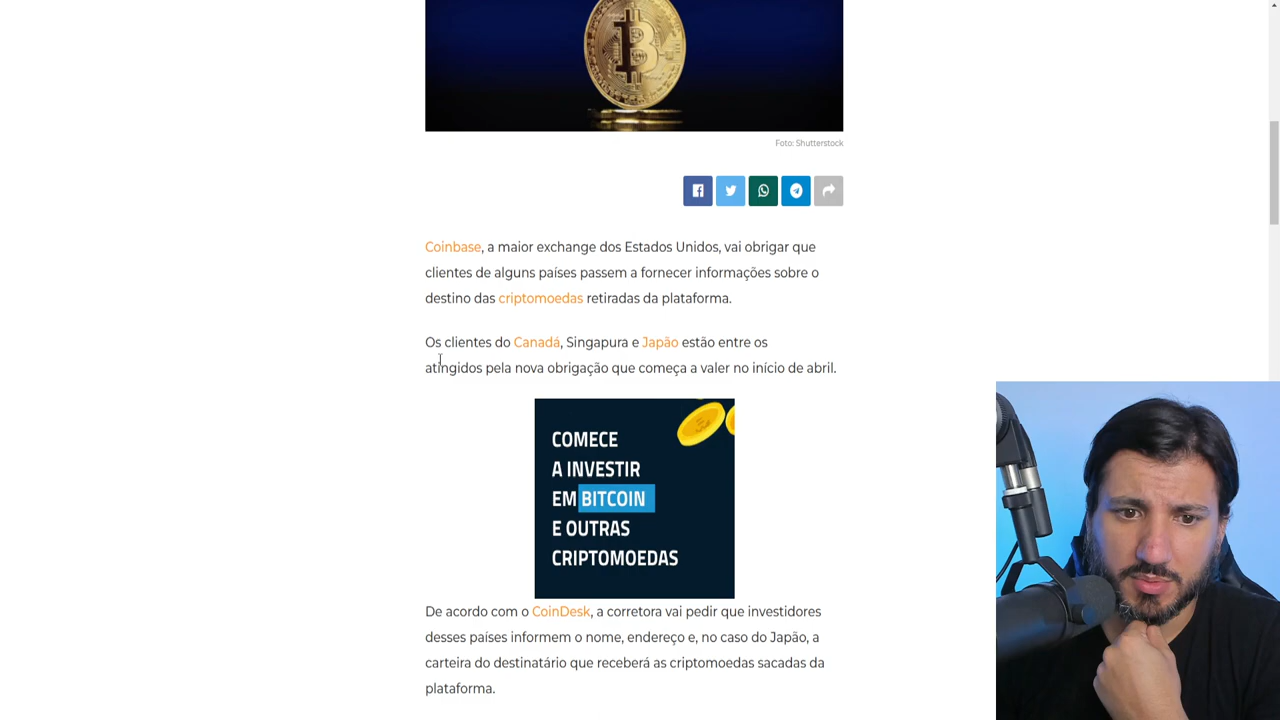 Foto: Shutterstock
Coinbase, a maior exchange dos Estados Unidos, vai obrigar que
clientes de alguns países passem a fornecer informações sobre o
destino das criptomoedas retiradas da plataforma.
Os clientes do Canadá, Singapura e Japão estão entre os
atingidos pela nova obrigação que começa a valer no início de abril.
COMECE
A INVESTIR
EM BITCOIN
E OUTRAS
CRIPTOMOEDAS
De acordo com o CoinDesk, a corretora vai pedir que investidores
desses países informem o nome, endereço e, no caso do Japão, a
carteira do destinatário que receberá as criptomoedas sacadas da
plataforma.